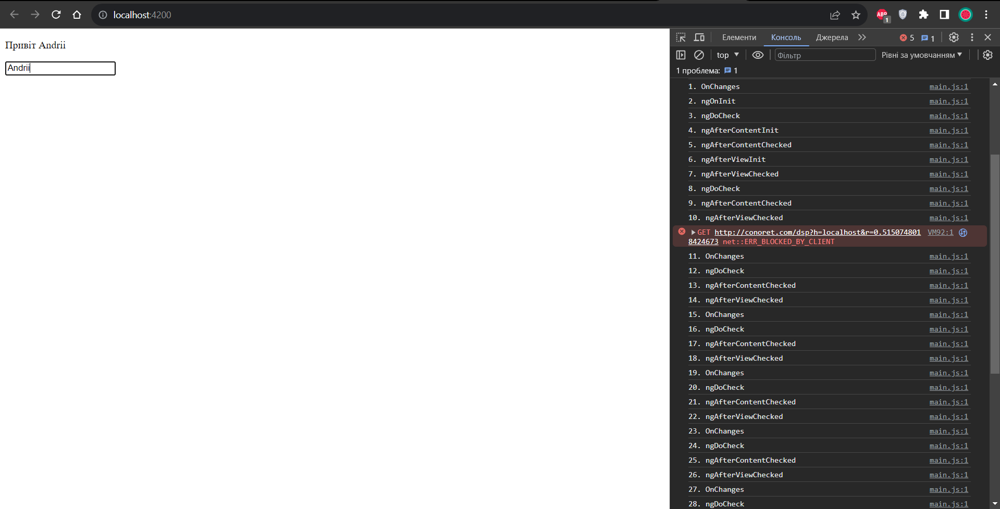 localhost:4200
ABP
1
Привіт Andrii
Andrii
Елементи Консоль Джерела 5 1
top Фільтр Рівні за умовчанням
1 проблема: 1
1. OnChanges main.js:1
2. ngOnInit main.js:1
3. ngDoCheck main.js:1
4. ngAfterContentInit main.js:1
5. ngAfterContentChecked main.js:1
6. ngAfterViewInit main.js:1
7. ngAfterViewChecked main.js:1
8. ngDoCheck main.js:1
9. ngAfterContentChecked main.js:1
10. ngAfterViewChecked main.js:1
GET http://conoret.com/dsp?h=localhost&r=0.515074801 VM92:1
8424673 net::ERR_BLOCKED_BY_CLIENT
11. OnChanges main.js:1
12. ngDoCheck main.js:1
13. ngAfterContentChecked main.js:1
14. ngAfterViewChecked main.js:1
15. OnChanges main.js:1
16. ngDoCheck main.js:1
17. ngAfterContentChecked main.js:1
18. ngAfterViewChecked main.js:1
19. OnChanges main.js:1
20. ngDoCheck main.js:1
21. ngAfterContentChecked main.js:1
22. ngAfterViewChecked main.js:1
23. OnChanges main.js:1
24. ngDoCheck main.js:1
25. ngAfterContentChecked main.js:1
26. ngAfterViewChecked main.js:1
27. OnChanges main.js:1
28. ngDoCheck main.js:1